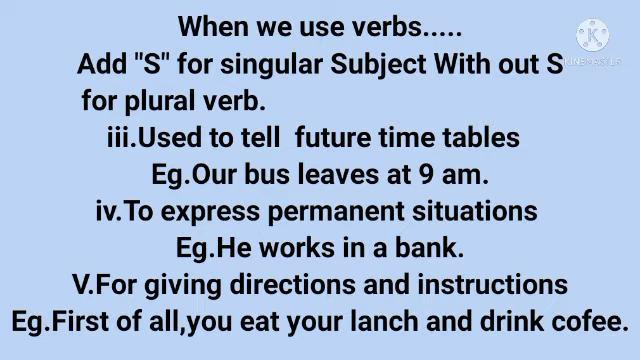 When we use verbs.....
Add "S" for singular Subject With out S
for plural verb.
iii.Used to tell  future time tables
Eg.Our bus leaves at 9 am.
iv.To express permanent situations
Eg.He works in a bank.
V.For giving directions and instructions
Eg.First of all,you eat your lanch and drink cofee.
KINEMASTER